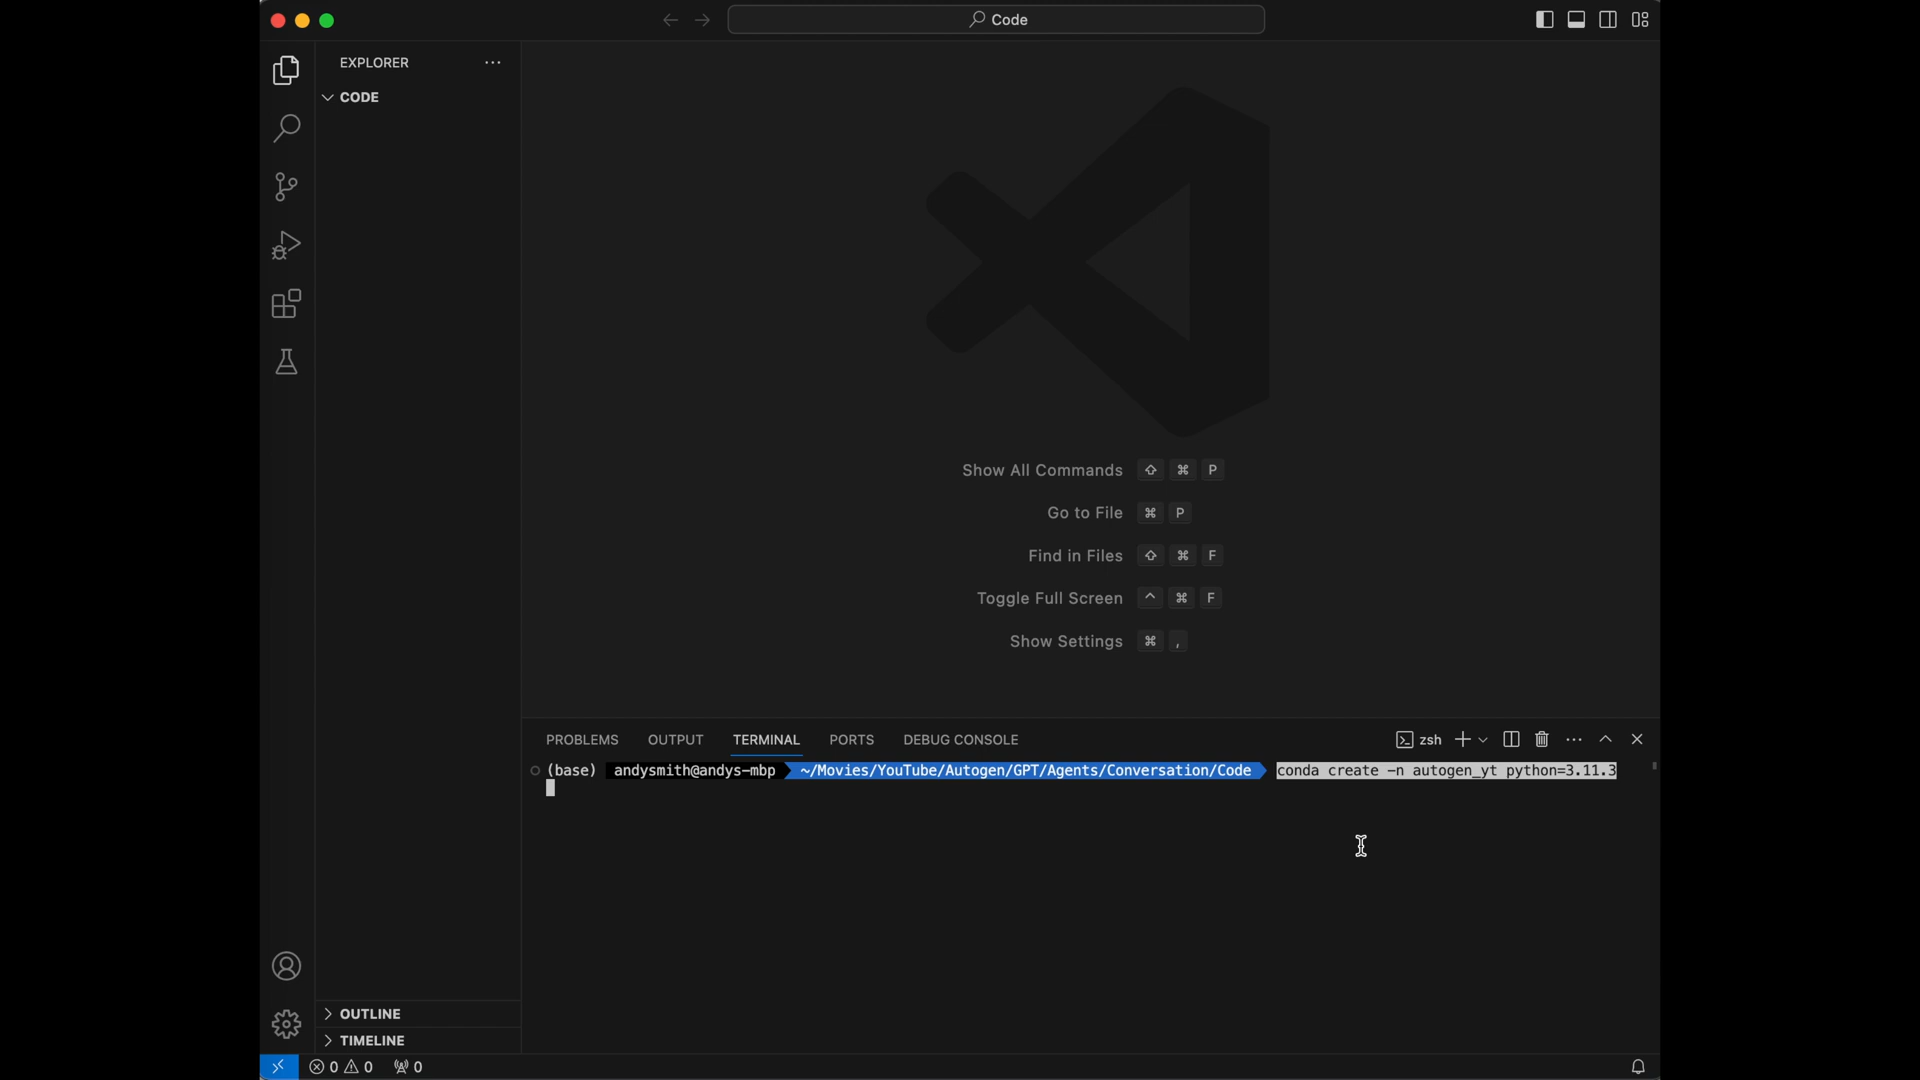 Code
EXPLORER
CODE
Show All Commands ⇧ ⌘ P
Go to File ⌘ P
Find in Files ⇧ ⌘ F
Toggle Full Screen ^ ⌘ F
Show Settings ⌘ ,
PROBLEMS OUTPUT TERMINAL PORTS DEBUG CONSOLE zsh
(base) andysmith@andys-mbp ~/Movies/YouTube/Autogen/GPT/Agents/Conversation/Code conda create -n autogen_yt python=3.11.3
OUTLINE
TIMELINE
0 0 0